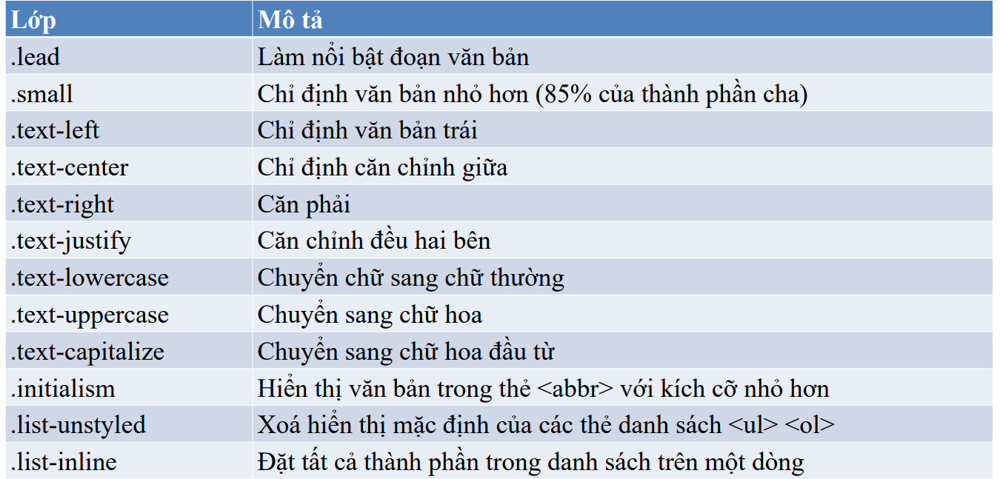 Lớp Mô tả
.lead Làm nổi bật đoạn văn bản
.small Chỉ định văn bản nhỏ hơn (85% của thành phần cha)
.text-left Chỉ định văn bản trái
.text-center Chỉ định căn chỉnh giữa
.text-right Căn phải
.text-justify Căn chỉnh đều hai bên
.text-lowercase Chuyển chữ sang chữ thường
.text-uppercase Chuyển sang chữ hoa
.text-capitalize Chuyển sang chữ hoa đầu từ
.initialism Hiển thị văn bản trong thẻ <abbr> với kích cỡ nhỏ hơn
.list-unstyled Xoá hiển thị mặc định của các thẻ danh sách <ul> <ol>
.list-inline Đặt tất cả thành phần trong danh sách trên một dòng